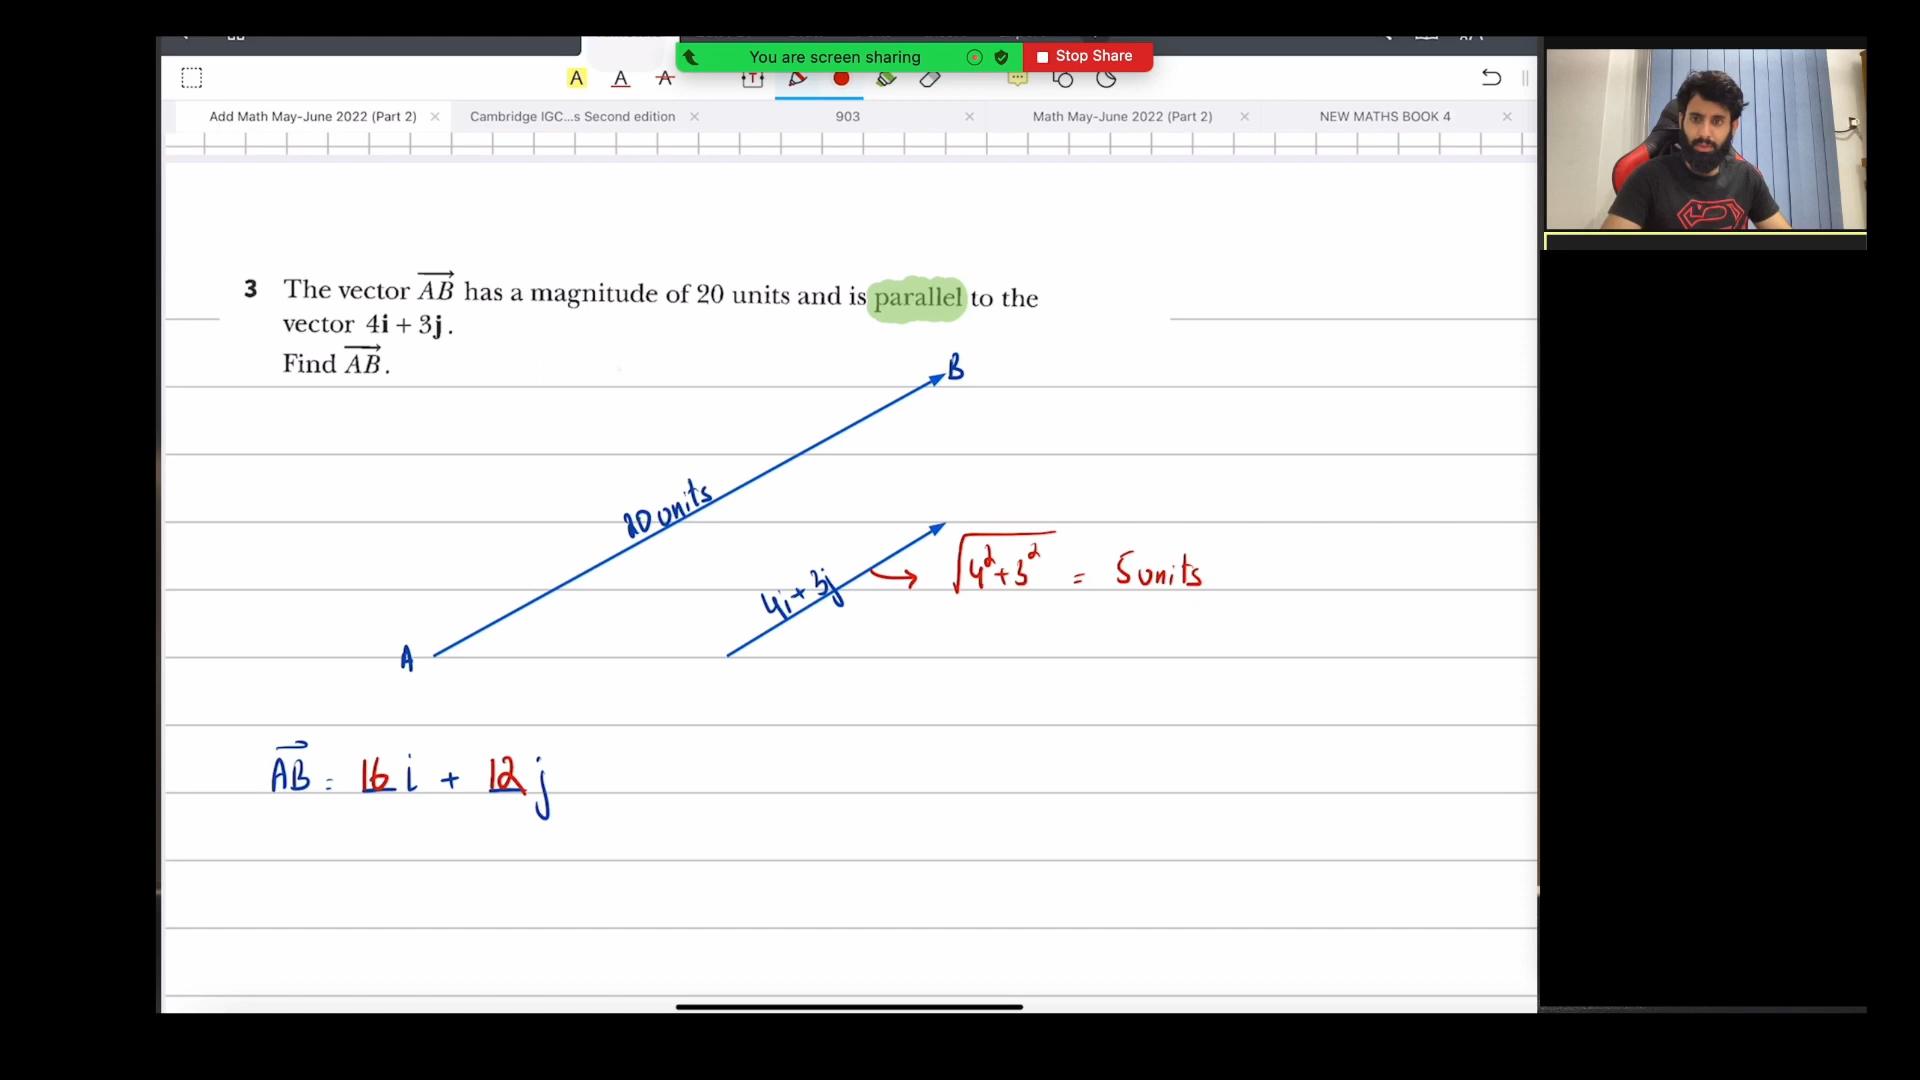 You are screen sharing
Stop Share
A A A T
Add Math May-June 2022 (Part 2) × Cambridge IGC...s Second edition × 903 × Math May-June 2022 (Part 2) × NEW MATHS BOOK 4 ×
3 The vector AB has a magnitude of 20 units and is parallel to the
vector 4i + 3j.
Find AB.
B
20 units
4i + 3j
√4²+3² = 5 units
A
AB = 16 i + 12 j